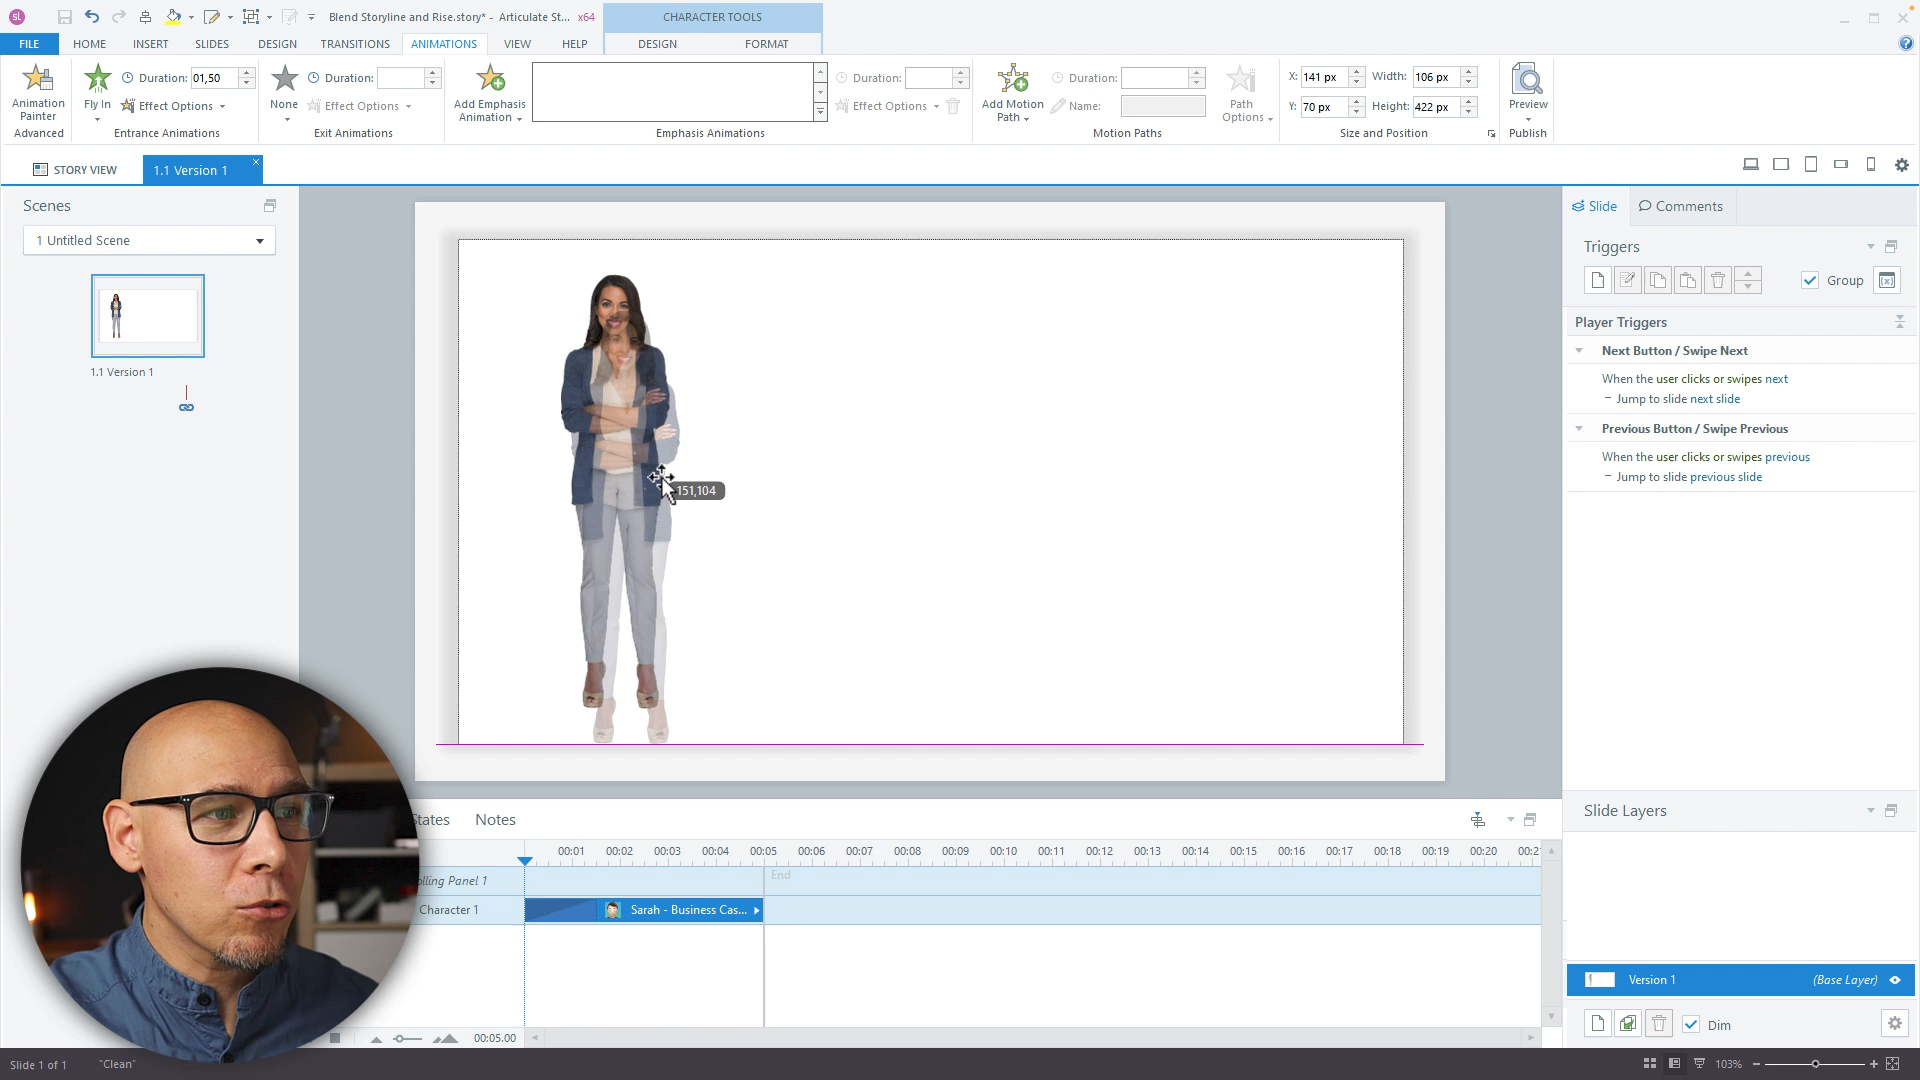 sl
Blend Storyline and Rise.story* - Articulate St... x64
CHARACTER TOOLS
FILE HOME INSERT SLIDES DESIGN TRANSITIONS ANIMATIONS VIEW HELP DESIGN FORMAT
Animation Painter
Advanced
Fly In
Duration: 01,50
Effect Options
Entrance Animations
None
Duration:
Effect Options
Exit Animations
Add Emphasis Animation
Duration:
Effect Options
Emphasis Animations
Add Motion Path
Duration:
Name:
Path Options
Motion Paths
X: 141 px Width: 106 px
Y: 70 px Height: 422 px
Size and Position
Preview
Publish
STORY VIEW
1.1 Version 1
Scenes
1 Untitled Scene
1.1 Version 1
151,104
Slide Comments
Triggers
Group
Player Triggers
Next Button / Swipe Next
When the user clicks or swipes next
Jump to slide next slide
Previous Button / Swipe Previous
When the user clicks or swipes previous
Jump to slide previous slide
States Notes
00:01 00:02 00:03 00:04 00:05 00:06 00:07 00:08 00:09 00:10 00:11 00:12 00:13 00:14 00:15 00:16 00:17 00:18 00:19 00:20 00:2
olling Panel 1
End
Character 1
Sarah - Business Cas...
00:05.00
Slide Layers
Version 1 (Base Layer)
Dim
Slide 1 of 1 "Clean"
103%